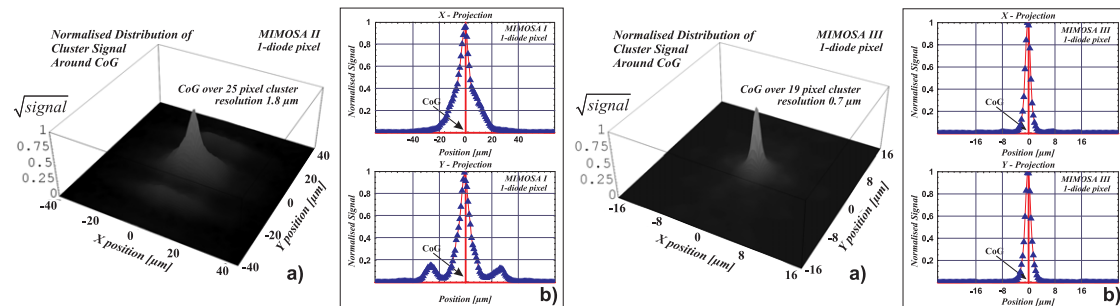 Normalised Distribution of
Cluster Signal
Around CoG
MIMOSA II
1-diode pixel
CoG over 25 pixel cluster
resolution 1.8 µm
√signal
1
0.75
0.5
0.25
0
-40
-20
0
20
40
X position [µm]
-40
-20
0
20
40
Y position [µm]
a)
X - Projection
MIMOSA I
1-diode pixel
Normalised Signal
1
0.8
0.6
0.4
0.2
CoG
-40 -20 0 20 40
Position [µm]
Y - Projection
MIMOSA I
1-diode pixel
Normalised Signal
1
0.8
0.6
0.4
0.2
CoG
Position [µm]
b)
Normalised Distribution of
Cluster Signal
Around CoG
MIMOSA III
1-diode pixel
CoG over 19 pixel cluster
resolution 0.7 µm
√signal
1
0.75
0.5
0.25
0
-16
-8
0
8
16
X position [µm]
-16
-8
0
8
16
Y position [µm]
a)
X - Projection
MIMOSA III
1-diode pixel
Normalised Signal
1
0.8
0.6
0.4
0.2
CoG
-16 -8 0 8 16
Position [µm]
Y - Projection
MIMOSA III
1-diode pixel
Normalised Signal
1
0.8
0.6
0.4
0.2
CoG
-16 -8 0 8 16
Position [µm]
b)